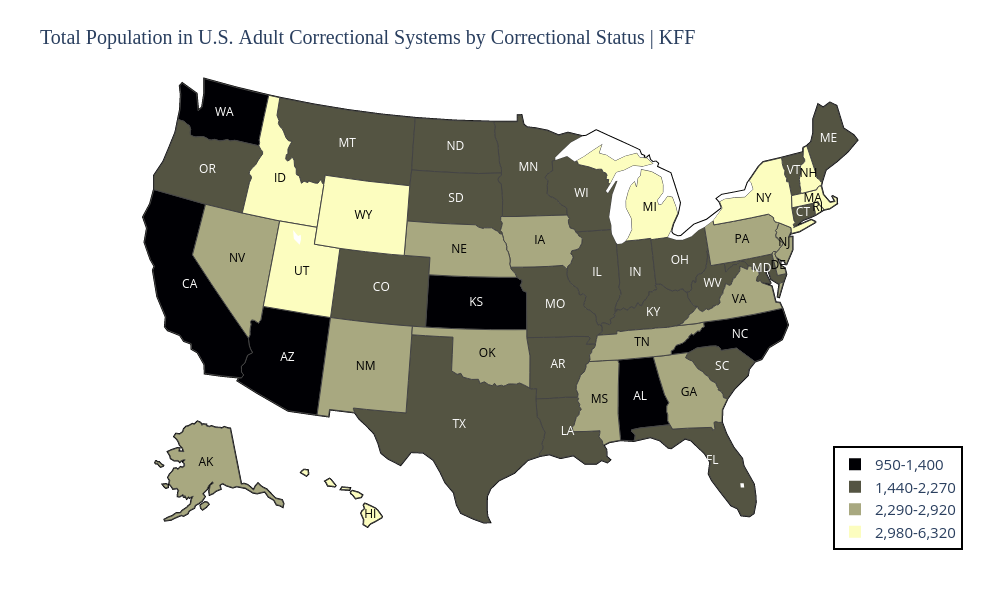 Total Population in U.S. Adult Correctional Systems by Correctional Status | KFF
WA
ME
MT
ND
VT
NH
OR
MN
ID
SD
WI
NY
MA
WY
MI
CT
RI
IA
PA
NJ
NE
NV
OH
UT
IL
IN
MD
DE
CA
CO
WV
VA
KS
MO
KY
NC
AZ
OK
TN
NM
AR
SC
MS
AL
GA
TX
LA
AK
FL
HI
950-1,400
1,440-2,270
2,290-2,920
2,980-6,320